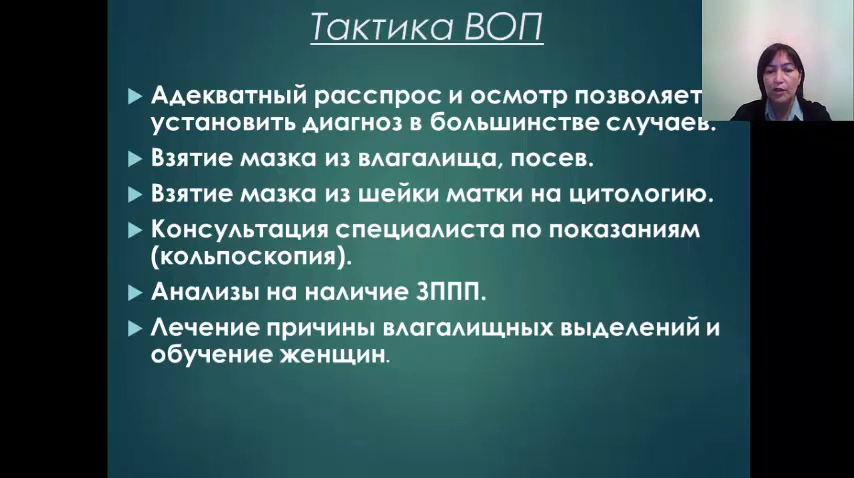 Тактика ВОП
Адекватный расспрос и осмотр позволяет
установить диагноз в большинстве случаев.
Взятие мазка из влагалища, посев.
Взятие мазка из шейки матки на цитологию.
Консультация специалиста по показаниям
(кольпоскопия).
Анализы на наличие ЗППП.
Лечение причины влагалищных выделений и
обучение женщин.